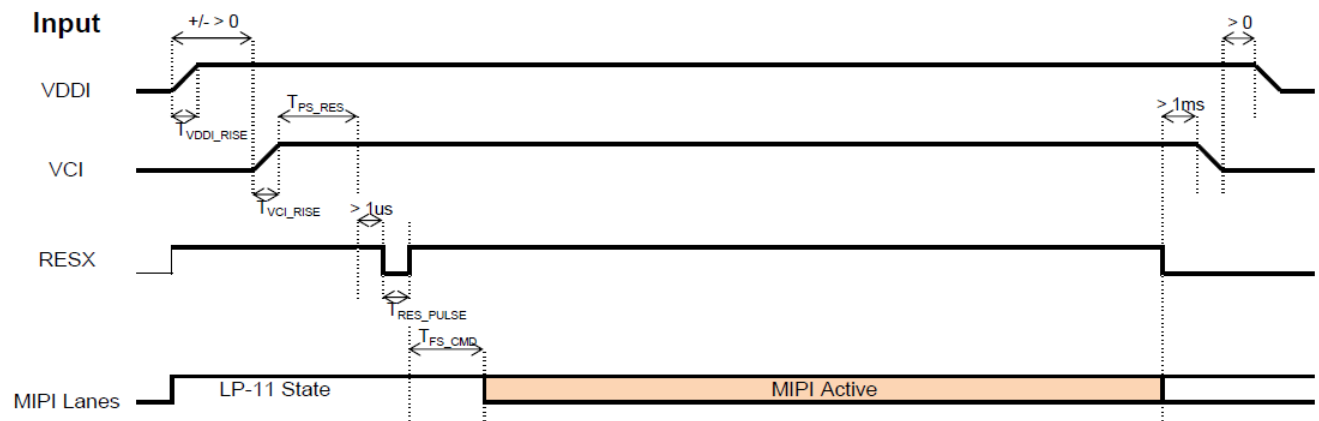 Input
+/- > 0
> 0
VDDI
TVDDI_RISE
TPS_RES
> 1ms
VCI
TVCI_RISE
> 1us
RESX
TRES_PULSE
TFS_CMD
MIPI Lanes
LP-11 State
MIPI Active